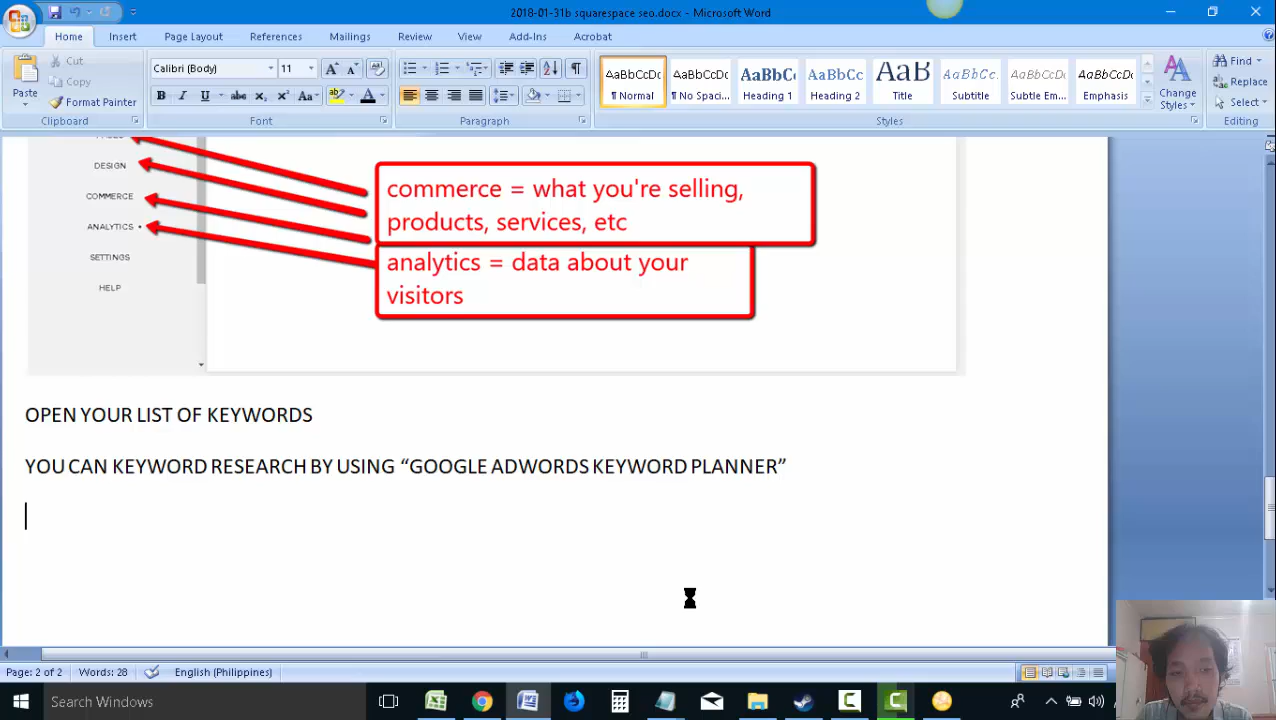 2018-01-31b squarespace seo.docx - Microsoft Word
Home Insert Page Layout References Mailings Review View Add-Ins Acrobat
Cut
Copy
Format Painter
Paste
Calibri (Body) 11
AaBbCcDc AaBbCcDc AaBbC AaBbCc AaB AaBbCc. AaBbCcDc AaBbCcDc
¶ Normal ¶ No Spaci... Heading 1 Heading 2 Title Subtitle Subtle Em... Emphasis
Change Styles
Find
Replace
Select
Clipboard Font Paragraph Styles Editing
DESIGN
COMMERCE
ANALYTICS
SETTINGS
HELP
commerce = what you're selling,
products, services, etc
analytics = data about your
visitors
OPEN YOUR LIST OF KEYWORDS
YOU CAN KEYWORD RESEARCH BY USING “GOOGLE ADWORDS KEYWORD PLANNER”
Page: 2 of 2 Words: 28 English (Philippines)
Search Windows